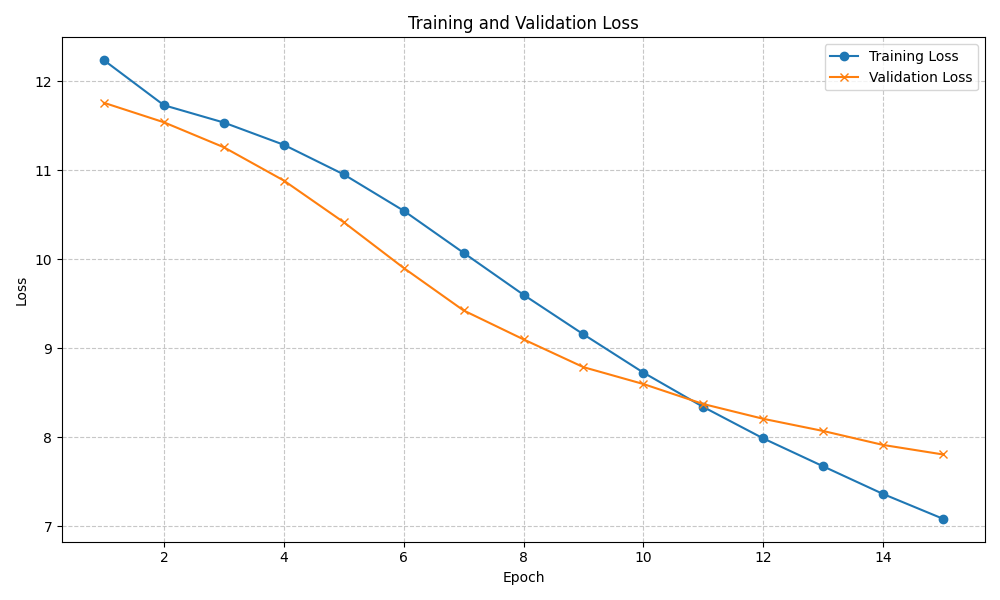 Training and Validation Loss
Training Loss
Validation Loss
12
11
10
9
8
7
Loss
2 4 6 8 10 12 14
Epoch